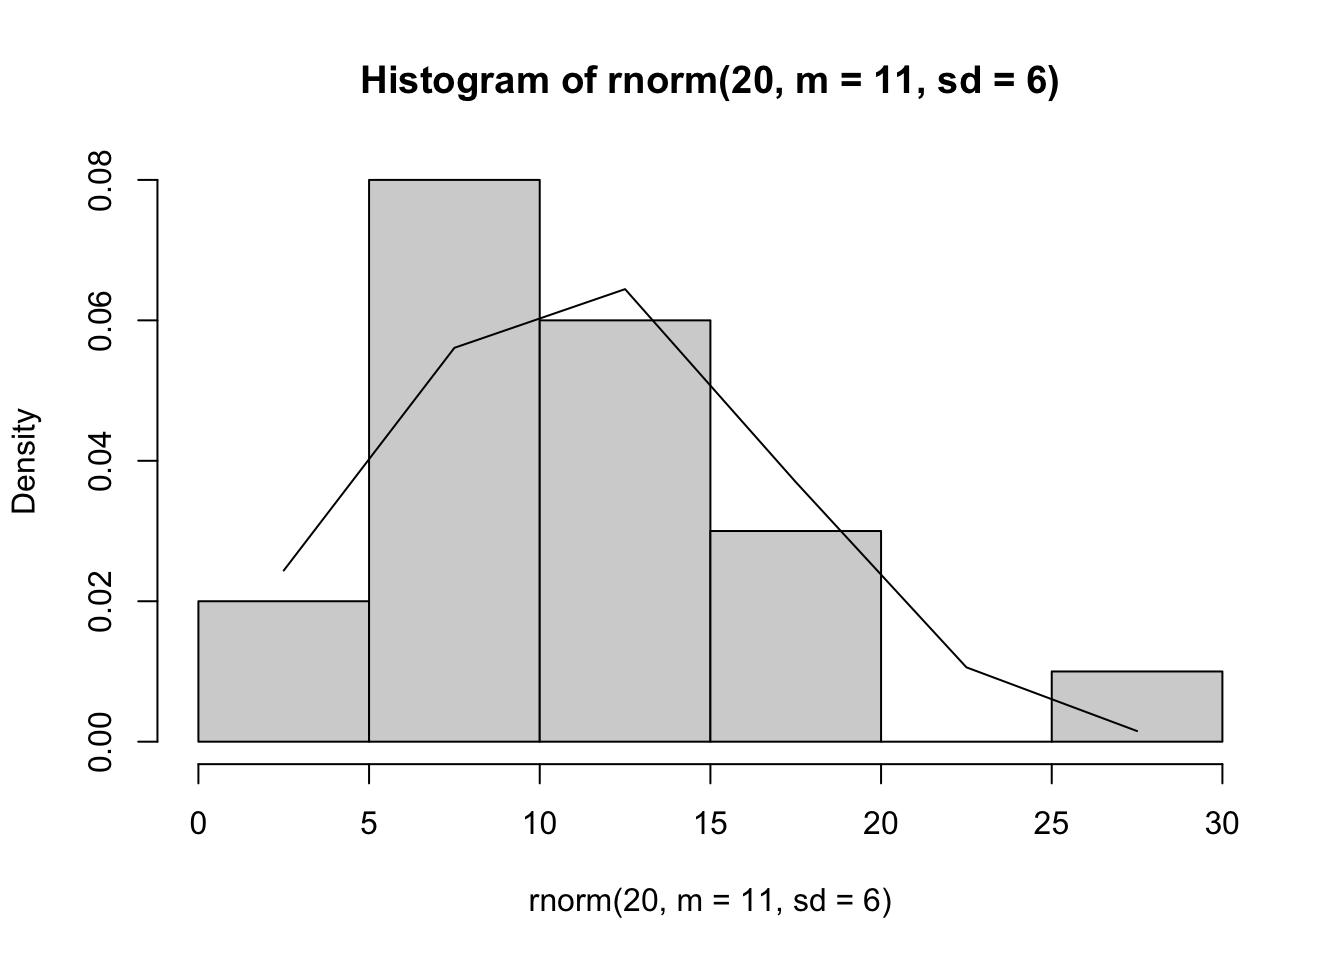 Histogram of rnorm(20, m = 11, sd = 6)
Density
0.08
0.06
0.04
0.02
0.00
0 5 10 15 20 25 30
rnorm(20, m = 11, sd = 6)